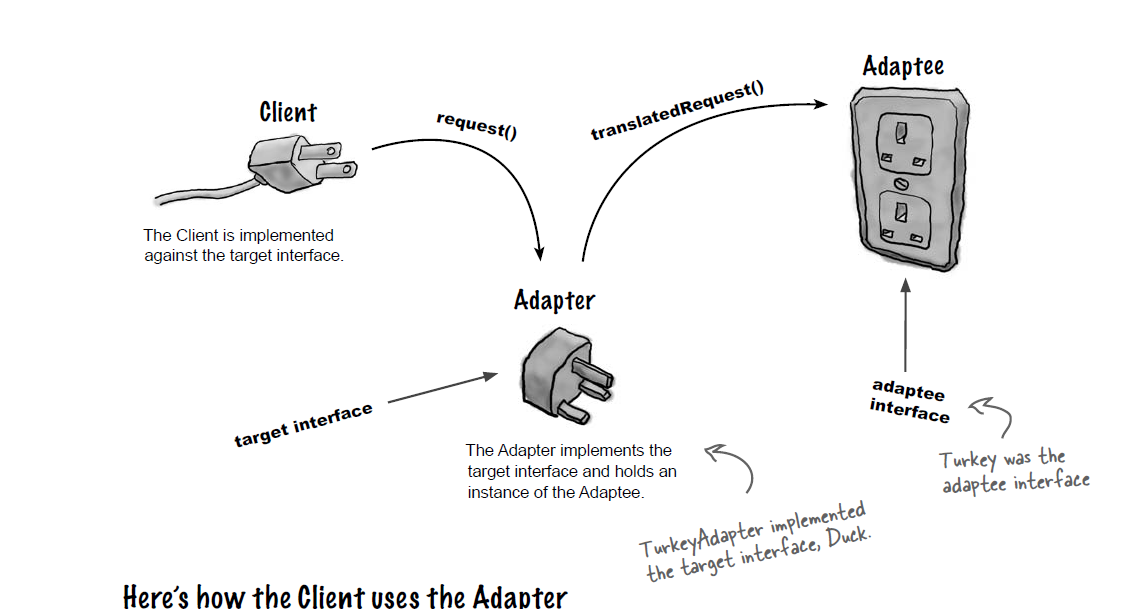 Adaptee
Client
request()
translatedRequest()
The Client is implemented
against the target interface.
Adapter
target interface
adaptee
interface
The Adapter implements the
target interface and holds an
instance of the Adaptee.
Turkey was the
adaptee interface
TurkeyAdapter implemented
the target interface, Duck.
Here's how the Client uses the Adapter